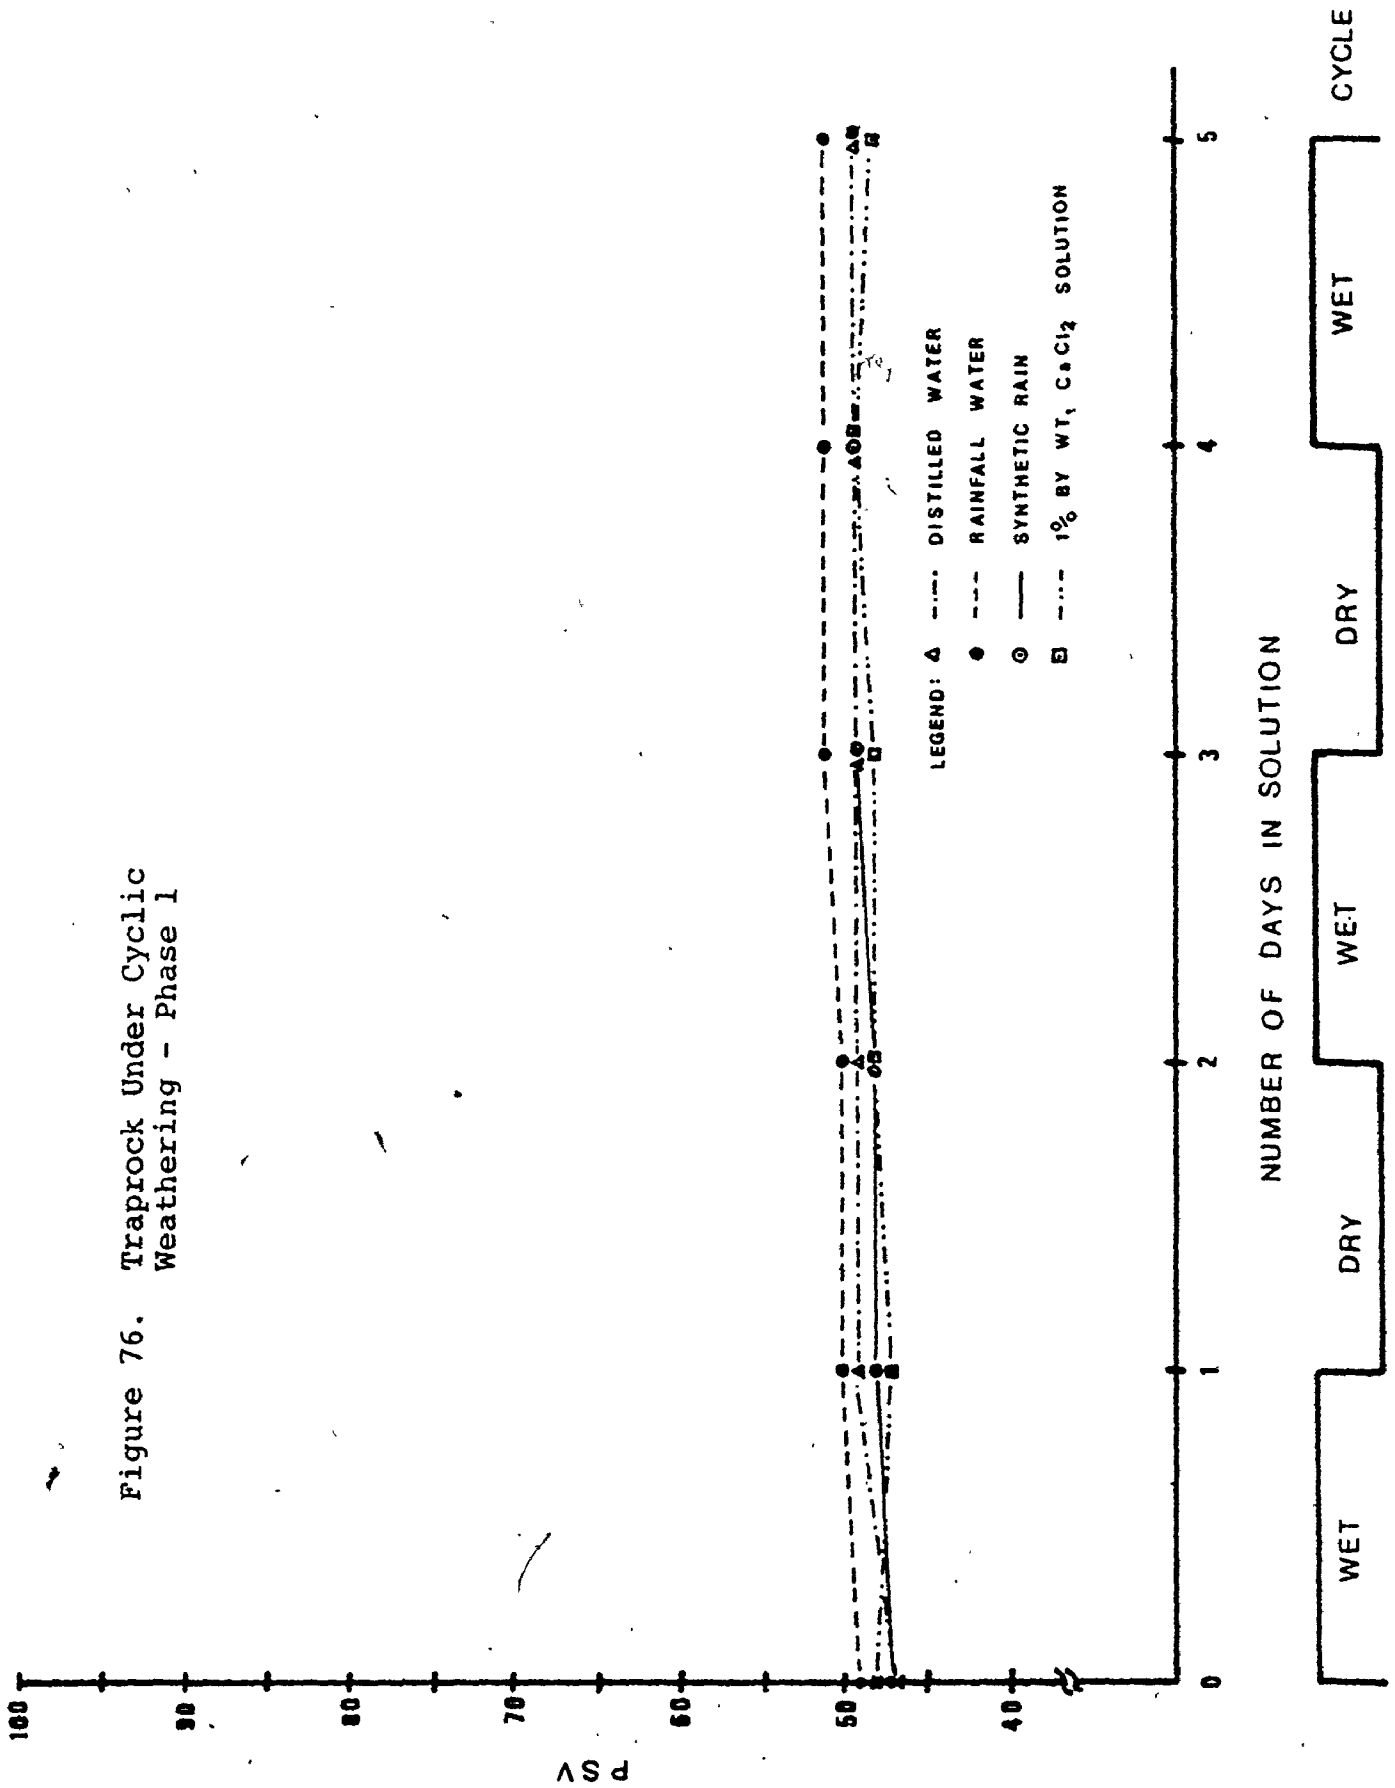 Figure 76. Traprock Under Cyclic
Weathering - Phase 1
PSV
100
90
80
70
60
50
40
LEGEND: DISTILLED WATER
RAINFALL WATER
SYNTHETIC RAIN
1% BY WT, CaCl2 SOLUTION
0 1 2 3 4 5
NUMBER OF DAYS IN SOLUTION
WET DRY WET DRY WET CYCLE